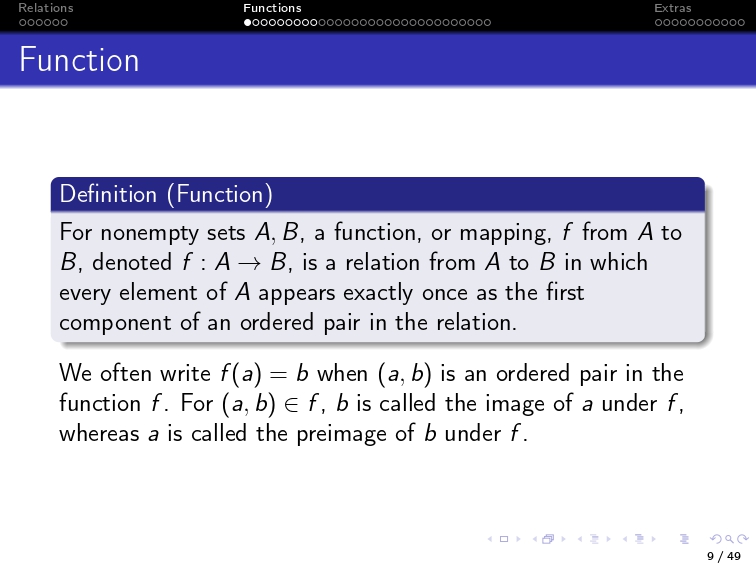 Relations Functions Extras
Function
Definition (Function)
For nonempty sets A, B, a function, or mapping, f from A to
B, denoted f : A → B, is a relation from A to B in which
every element of A appears exactly once as the first
component of an ordered pair in the relation.
We often write f(a) = b when (a, b) is an ordered pair in the
function f. For (a, b) ∈ f, b is called the image of a under f,
whereas a is called the preimage of b under f.
9 / 49